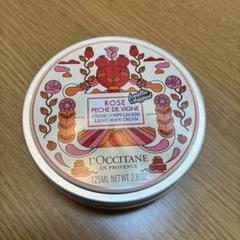 ROSE
PECHE DE VIGNE
CREME CORPS LEGERE
LIGHT BODY CREAM
L'OCCITANE
EN PROVENCE
125ML NET WT. 2.8 OZ.